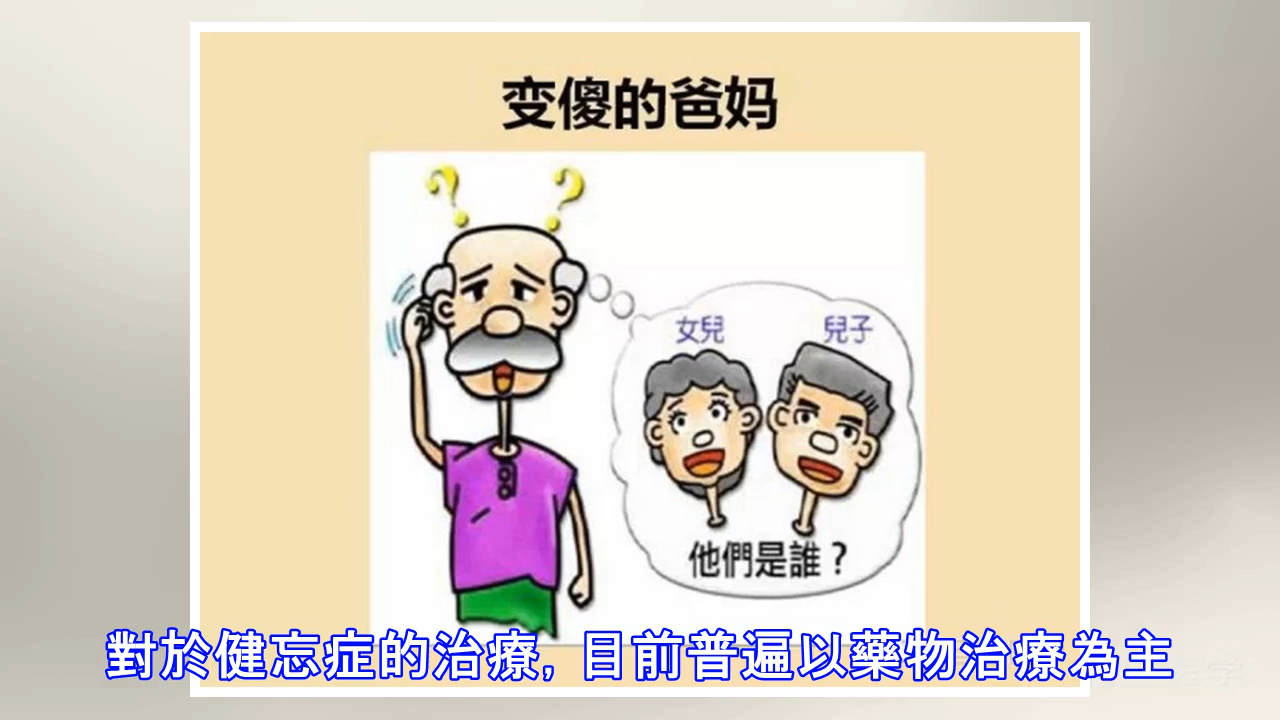 变傻的爸妈
女兒
兒子
他們是誰？
對於健忘症的治療, 目前普遍以藥物治療為主